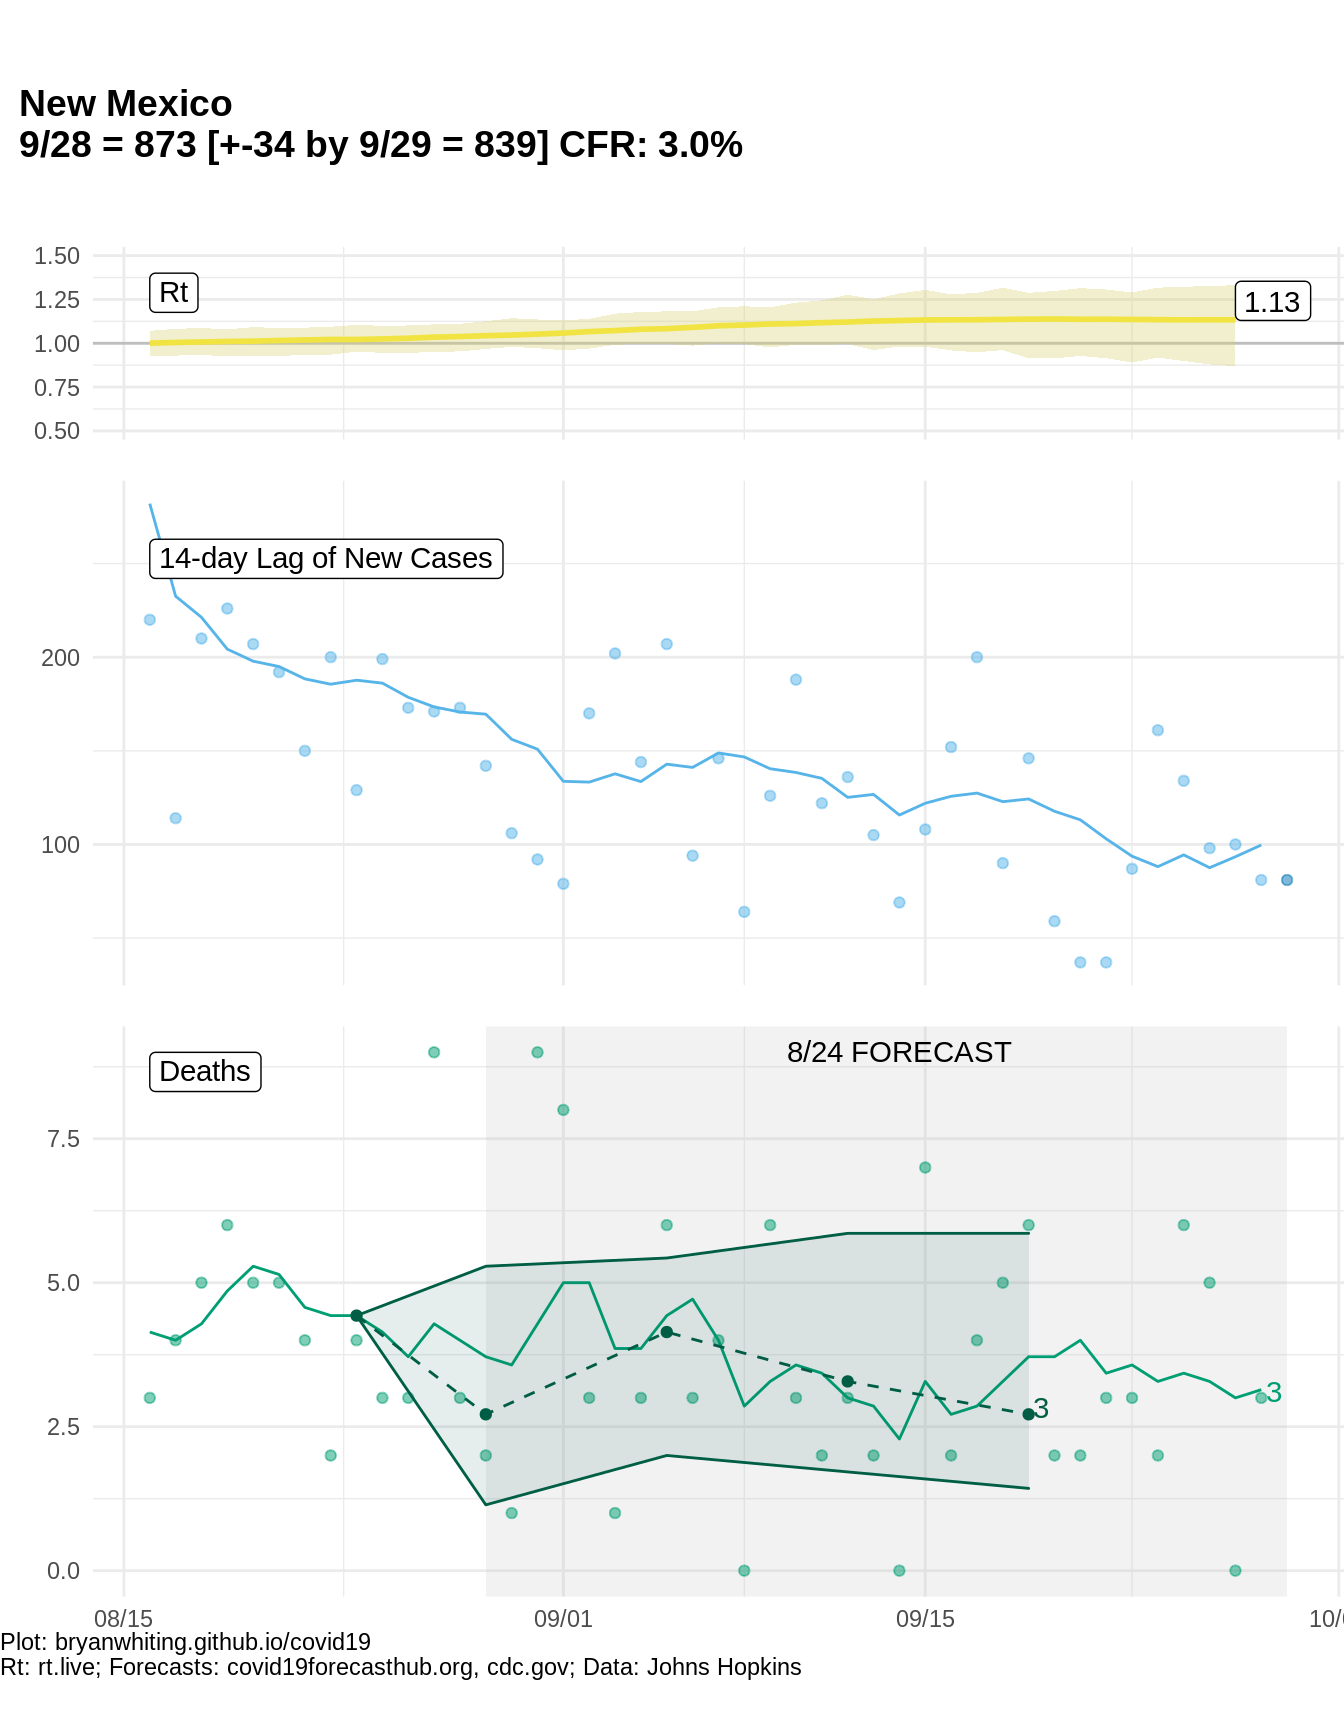 New Mexico
9/28 = 873 [+-34 by 9/29 = 839] CFR: 3.0%
1.50
1.25
1.00
0.75
0.50
Rt
1.13
14-day Lag of New Cases
200
100
Deaths
8/24 FORECAST
7.5
5.0
2.5
0.0
3
3
08/15
09/01
09/15
Plot: bryanwhiting.github.io/covid19
Rt: rt.live; Forecasts: covid19forecasthub.org, cdc.gov; Data: Johns Hopkins